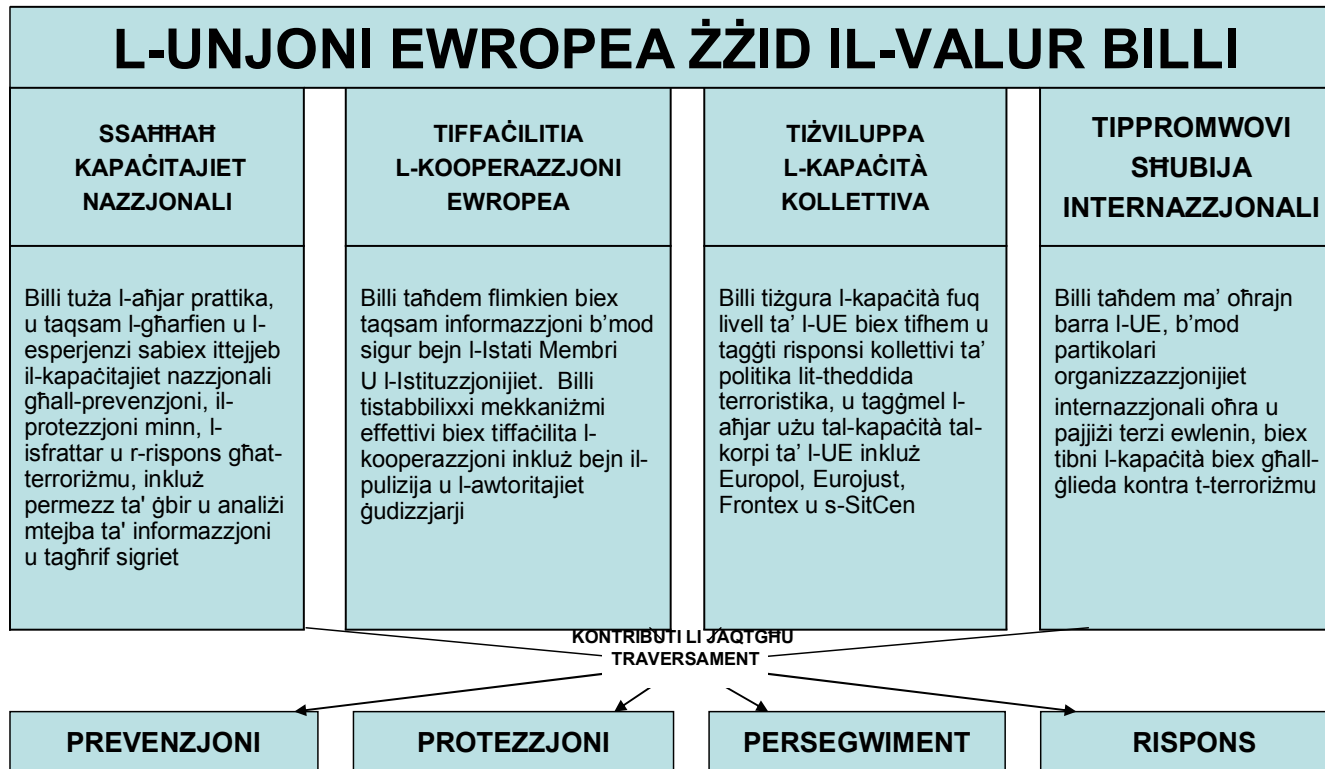 L-UNJONI EWROPEA ŻŻID IL-VALUR BILLI
SSAĦĦAĦ
KAPAĊITAJIET
NAZZJONALI
Billi tuża l-aħjar prattika,
u taqsam l-għarfien u l-
esperjenzi sabiex ittejjeb
il-kapaċitajiet nazzjonali
għall-prevenzjoni, il-
protezzjoni minn, l-
isfrattar u r-rispons għat-
terroriżmu, inkluż
permezz ta' ġbir u analiżi
mtejba ta' informazzjoni
u tagħrif sigriet
TIFFAĊILITIA
L-KOOPERAZZJONI
EWROPEA
Billi taħdem flimkien biex
taqsam informazzjoni b'mod
sigur bejn l-Istati Membri
U l-Istituzzjonijiet. Billi
tistabbilixxi mekkaniżmi
effettivi biex tiffaċilita l-
kooperazzjoni inkluż bejn il-
pulizija u l-awtoritajiet
ġudizzjarji
TIŻVILUPPA
L-KAPAĊITÀ
KOLLETTIVA
Billi tiżgura l-kapaċità fuq
livell ta' l-UE biex tifhem u
taġġti risponsi kollettivi ta'
politika lit-theddida
terroristika, u taġġmel l-
aħjar użu tal-kapaċità tal-
korpi ta' l-UE inkluż
Europol, Eurojust,
Frontex u s-SitCen
TIPPROMWOVI
SĦUBIJA
INTERNAZZJONALI
Billi taħdem ma' oħrajn
barra l-UE, b'mod
partikolari
organizzazzjonijiet
internazzjonali oħra u
pajjiżi terzi ewlenin, biex
tibni l-kapaċità biex għall-
ġlieda kontra t-terroriżmu
KONTRIBUTI LI JAQTGĦU
TRAVERSAMENT
PREVENZJONI
PROTEZZJONI
PERSEGWIMENT
RISPONS